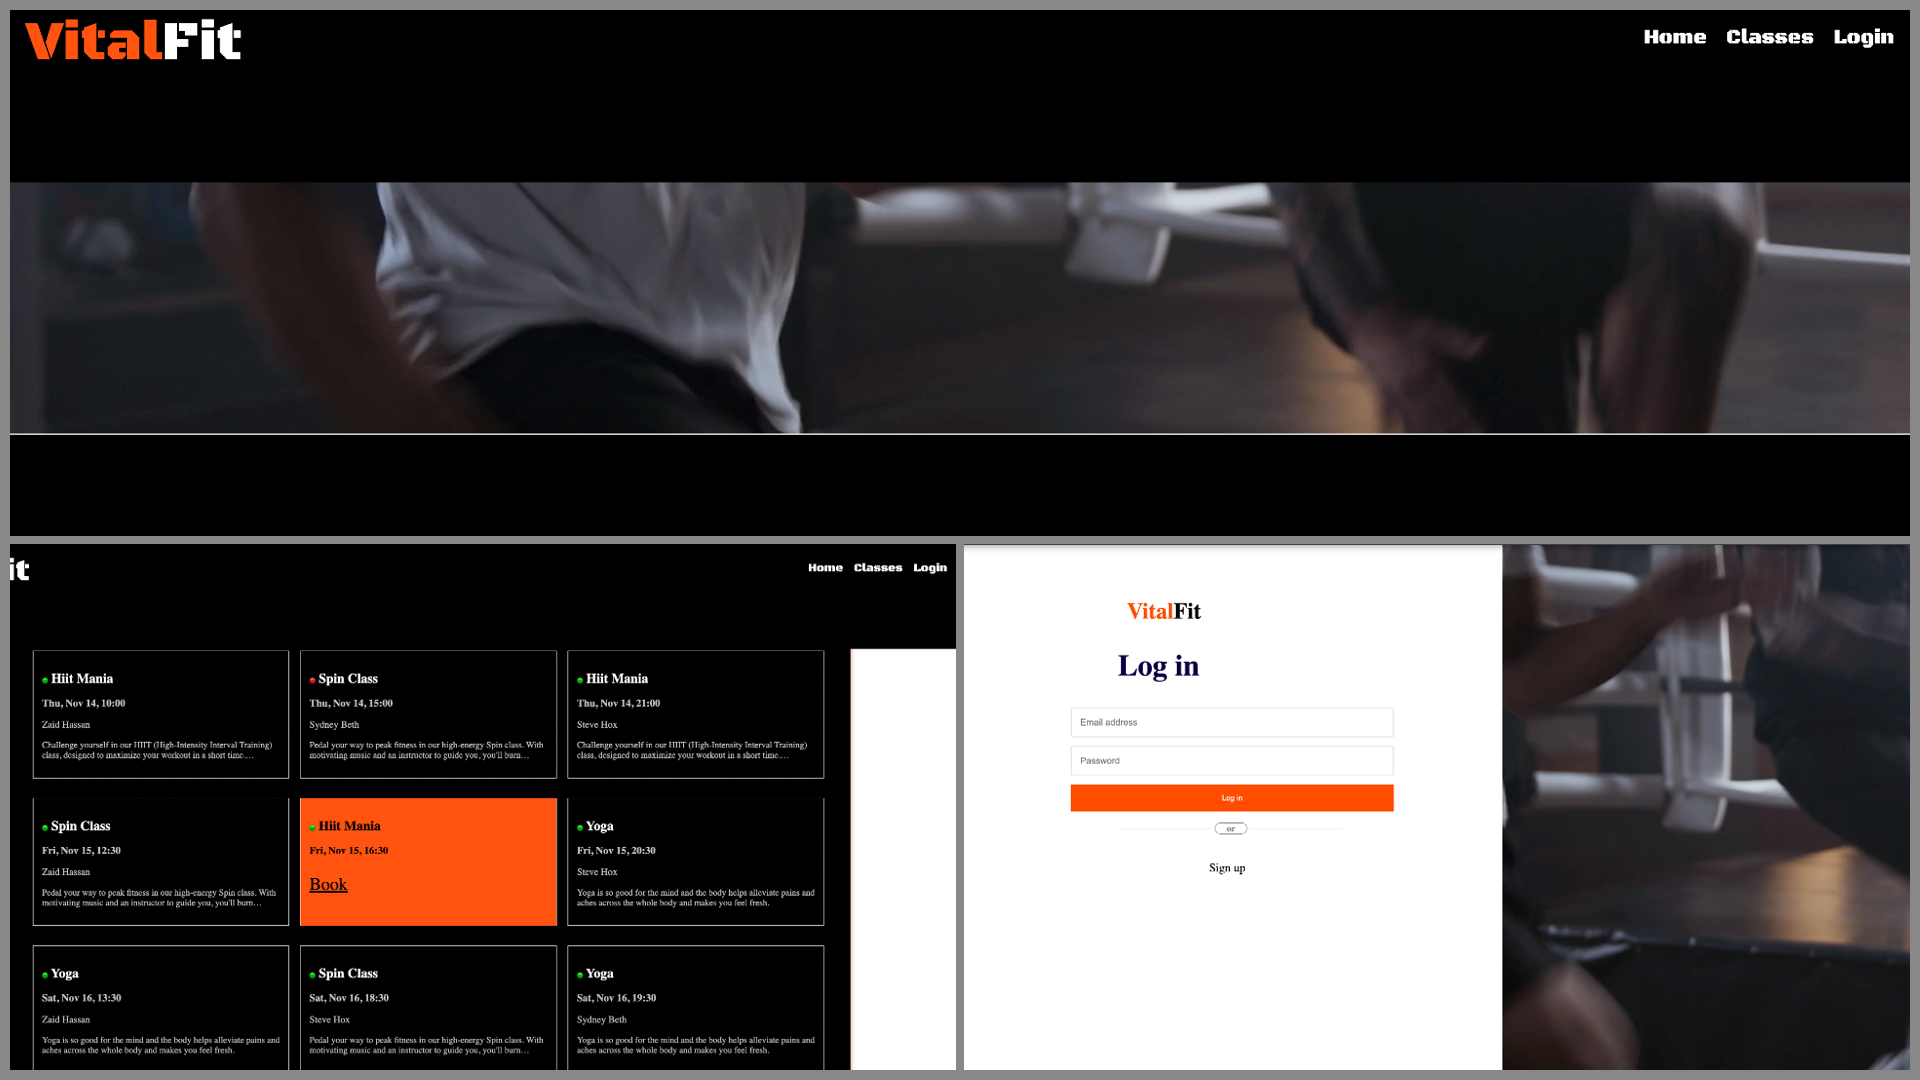 VitalFit
Home Classes Login
it
Home Classes Login
Hiit Mania
Thu, Nov 14, 10:00
Zaid Hassan
Challenge yourself in our HIIT (High-Intensity Interval Training)
class, designed to maximize your workout in a short time....
Spin Class
Thu, Nov 14, 15:00
Sydney Beth
Pedal your way to peak fitness in our high-energy Spin class. With
motivating music and an instructor to guide you, you'll burn...
Hiit Mania
Thu, Nov 14, 21:00
Steve Hox
Challenge yourself in our HIIT (High-Intensity Interval Training)
class, designed to maximize your workout in a short time....
Spin Class
Fri, Nov 15, 12:30
Zaid Hassan
Pedal your way to peak fitness in our high-energy Spin class. With
motivating music and an instructor to guide you, you'll burn...
Hiit Mania
Fri, Nov 15, 16:30
Book
Yoga
Fri, Nov 15, 20:30
Steve Hox
Yoga is so good for the mind and the body helps alleviate pains and
aches across the whole body and makes you feel fresh.
Yoga
Sat, Nov 16, 13:30
Zaid Hassan
Yoga is so good for the mind and the body helps alleviate pains and
aches across the whole body and makes you feel fresh.
Spin Class
Sat, Nov 16, 18:30
Steve Hox
Pedal your way to peak fitness in our high-energy Spin class. With
motivating music and an instructor to guide you, you'll burn...
Yoga
Sat, Nov 16, 19:30
Sydney Beth
Yoga is so good for the mind and the body helps alleviate pains and
aches across the whole body and makes you feel fresh.
VitalFit
Log in
Email address
Password
Log in
or
Sign up